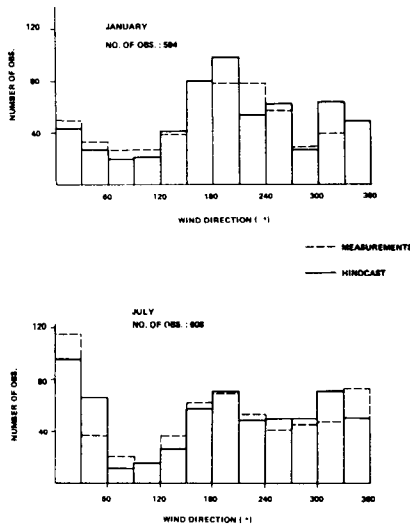 JANUARY
NO. OF OBS. : 594
NUMBER OF OBS.
120
80
40
60 120 180 240 300 360
WIND DIRECTION ( ° )
MEASUREMENTS
HINDCAST
JULY
NO. OF OBS. : 608
NUMBER OF OBS.
120
80
40
60 120 180 240 300 360
WIND DIRECTION ( ° )